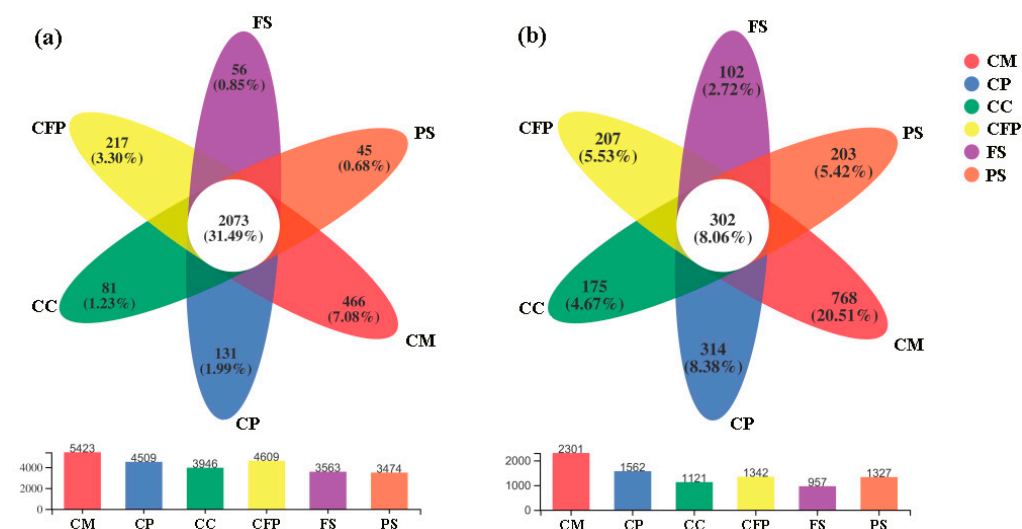 (a)
FS
56
(0.85%)
CFP
217
(3.30%)
PS
45
(0.68%)
2073
(31.49%)
CC
81
(1.23%)
466
(7.08%)
CM
131
(1.99%)
CP
5423
4509
3946
4609
3563
3474
4000
2000
0
CM CP CC CFP FS PS
(b)
FS
102
(2.72%)
CFP
207
(5.53%)
PS
203
(5.42%)
302
(8.06%)
CC
175
(4.67%)
768
(20.51%)
CM
314
(8.38%)
CP
2301
1562
1121
1342
957
1327
2000
1000
0
CM CP CC CFP FS PS
CM
CP
CC
CFP
FS
PS